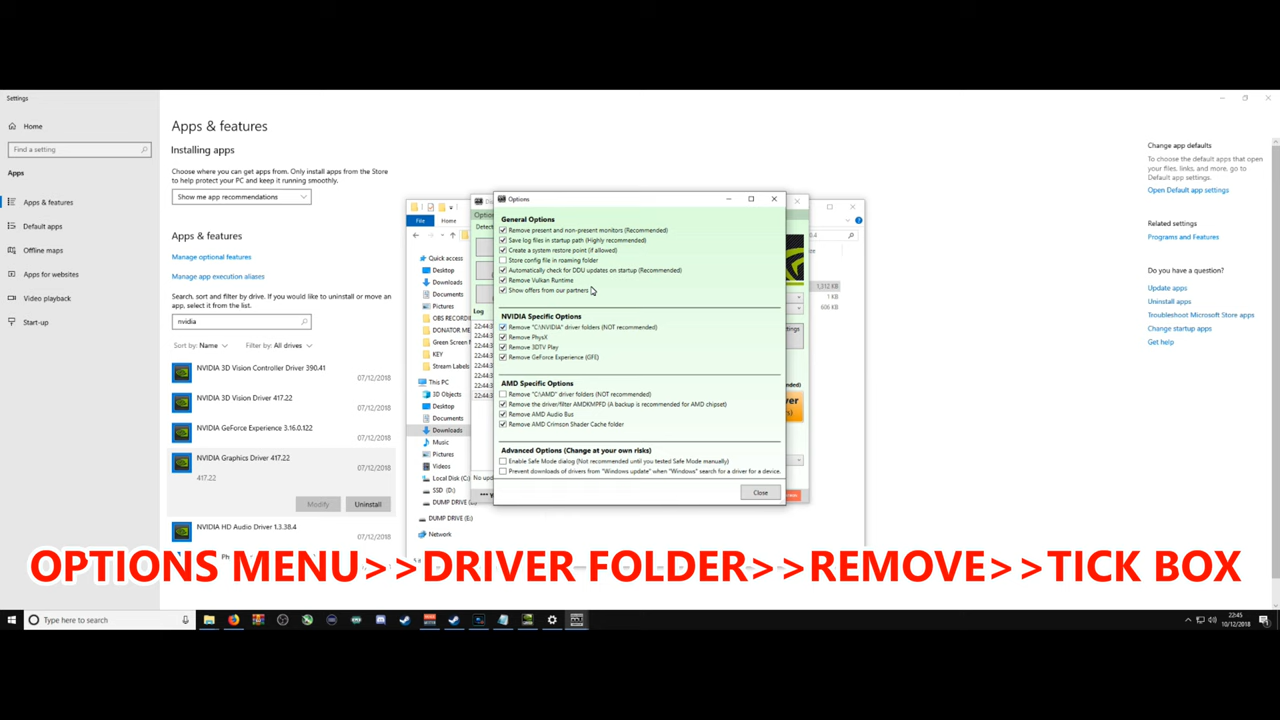 Settings
Home
Find a setting
Apps
Apps & features
Default apps
Offline maps
Apps for websites
Video playback
Start-up
Apps & features
Installing apps
Choose where you can get apps from. Only install apps from the Store
to help protect your PC and keep it running smoothly.
Show me app recommendations
Apps & features
Manage optional features
Manage app execution aliases
Search, sort and filter by drive. If you would like to uninstall or move
an app, select it from the list.
nvidia
Sort by: Name
Filter by: All drives
NVIDIA 3D Vision Controller Driver 390.41
07/12/2018
NVIDIA 3D Vision Driver 417.22
07/12/2018
NVIDIA GeForce Experience 3.16.0.122
07/12/2018
NVIDIA Graphics Driver 417.22
417.22
07/12/2018
Modify
Uninstall
NVIDIA HD Audio Driver 1.3.38.4
07/12/2018
File
Home
Quick access
Desktop
Downloads
Documents
Pictures
OBS RECORDING
DONATOR ME
Green Screen
KEY
Stream Labels
This PC
3D Objects
Desktop
Documents
Downloads
Music
Pictures
Videos
Local Disk (C:)
SSD (D:)
DUMP DRIVE (E:)
DUMP DRIVE (E:)
Network
Detect
Log
1,312 KB
1 KB
606 KB
Options
General Options
Remove present and non-present monitors (Recommended)
Save log files in startup path (Highly recommended)
Create a system restore point (if allowed)
Store config file in roaming folder
Automatically check for DDU updates on startup (Recommended)
Remove Vulkan Runtime
Show offers from our partners
NVIDIA Specific Options
Remove "C:\NVIDIA" driver folders (NOT recommended)
Remove PhysX
Remove 3DTV Play
Remove GeForce Experience (GFE)
AMD Specific Options
Remove "C:\AMD" driver folders (NOT recommended)
Remove the driver/filter AMDKMPFD (A backup is recommended for AMD chipset)
Remove AMD Audio Bus
Remove AMD Crimson Shader Cache folder
Advanced Options (Change at your own risks)
Enable Safe Mode dialog (Not recommended until you tested Safe Mode manually)
Prevent downloads of drivers from "Windows update" when "Windows" search for a driver for a device.
Close
Change app defaults
To choose the default apps that open
your files, links, and more, go to
Default app settings.
Open Default app settings
Related settings
Programs and Features
Do you have a question?
Update apps
Uninstall apps
Troubleshoot Microsoft Store apps
Change startup apps
Get help
OPTIONS MENU>>DRIVER FOLDER>>REMOVE>>TICK BOX
Type here to search
22:45
10/12/2018